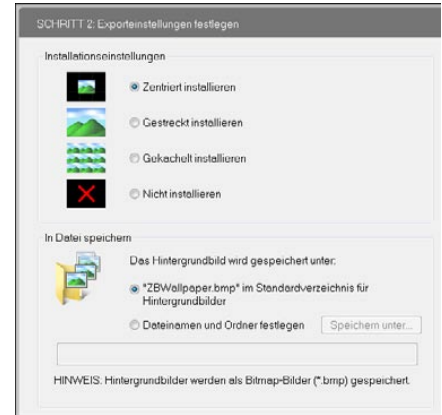 SCHRITT 2: Exporteinstellungen festlegen
Installationseinstellungen
Zentriert installieren
Gestreckt installieren
Gekachelt installieren
Nicht installieren
In Datei speichern
Das Hintergrundbild wird gespeichert unter:
"ZBWallpaper.bmp" im Standardverzeichnis für
Hintergrundbilder
Dateinamen und Ordner festlegen
Speichern unter...
HINWEIS: Hintergrundbilder werden als Bitmap-Bilder (*.bmp) gespeichert.